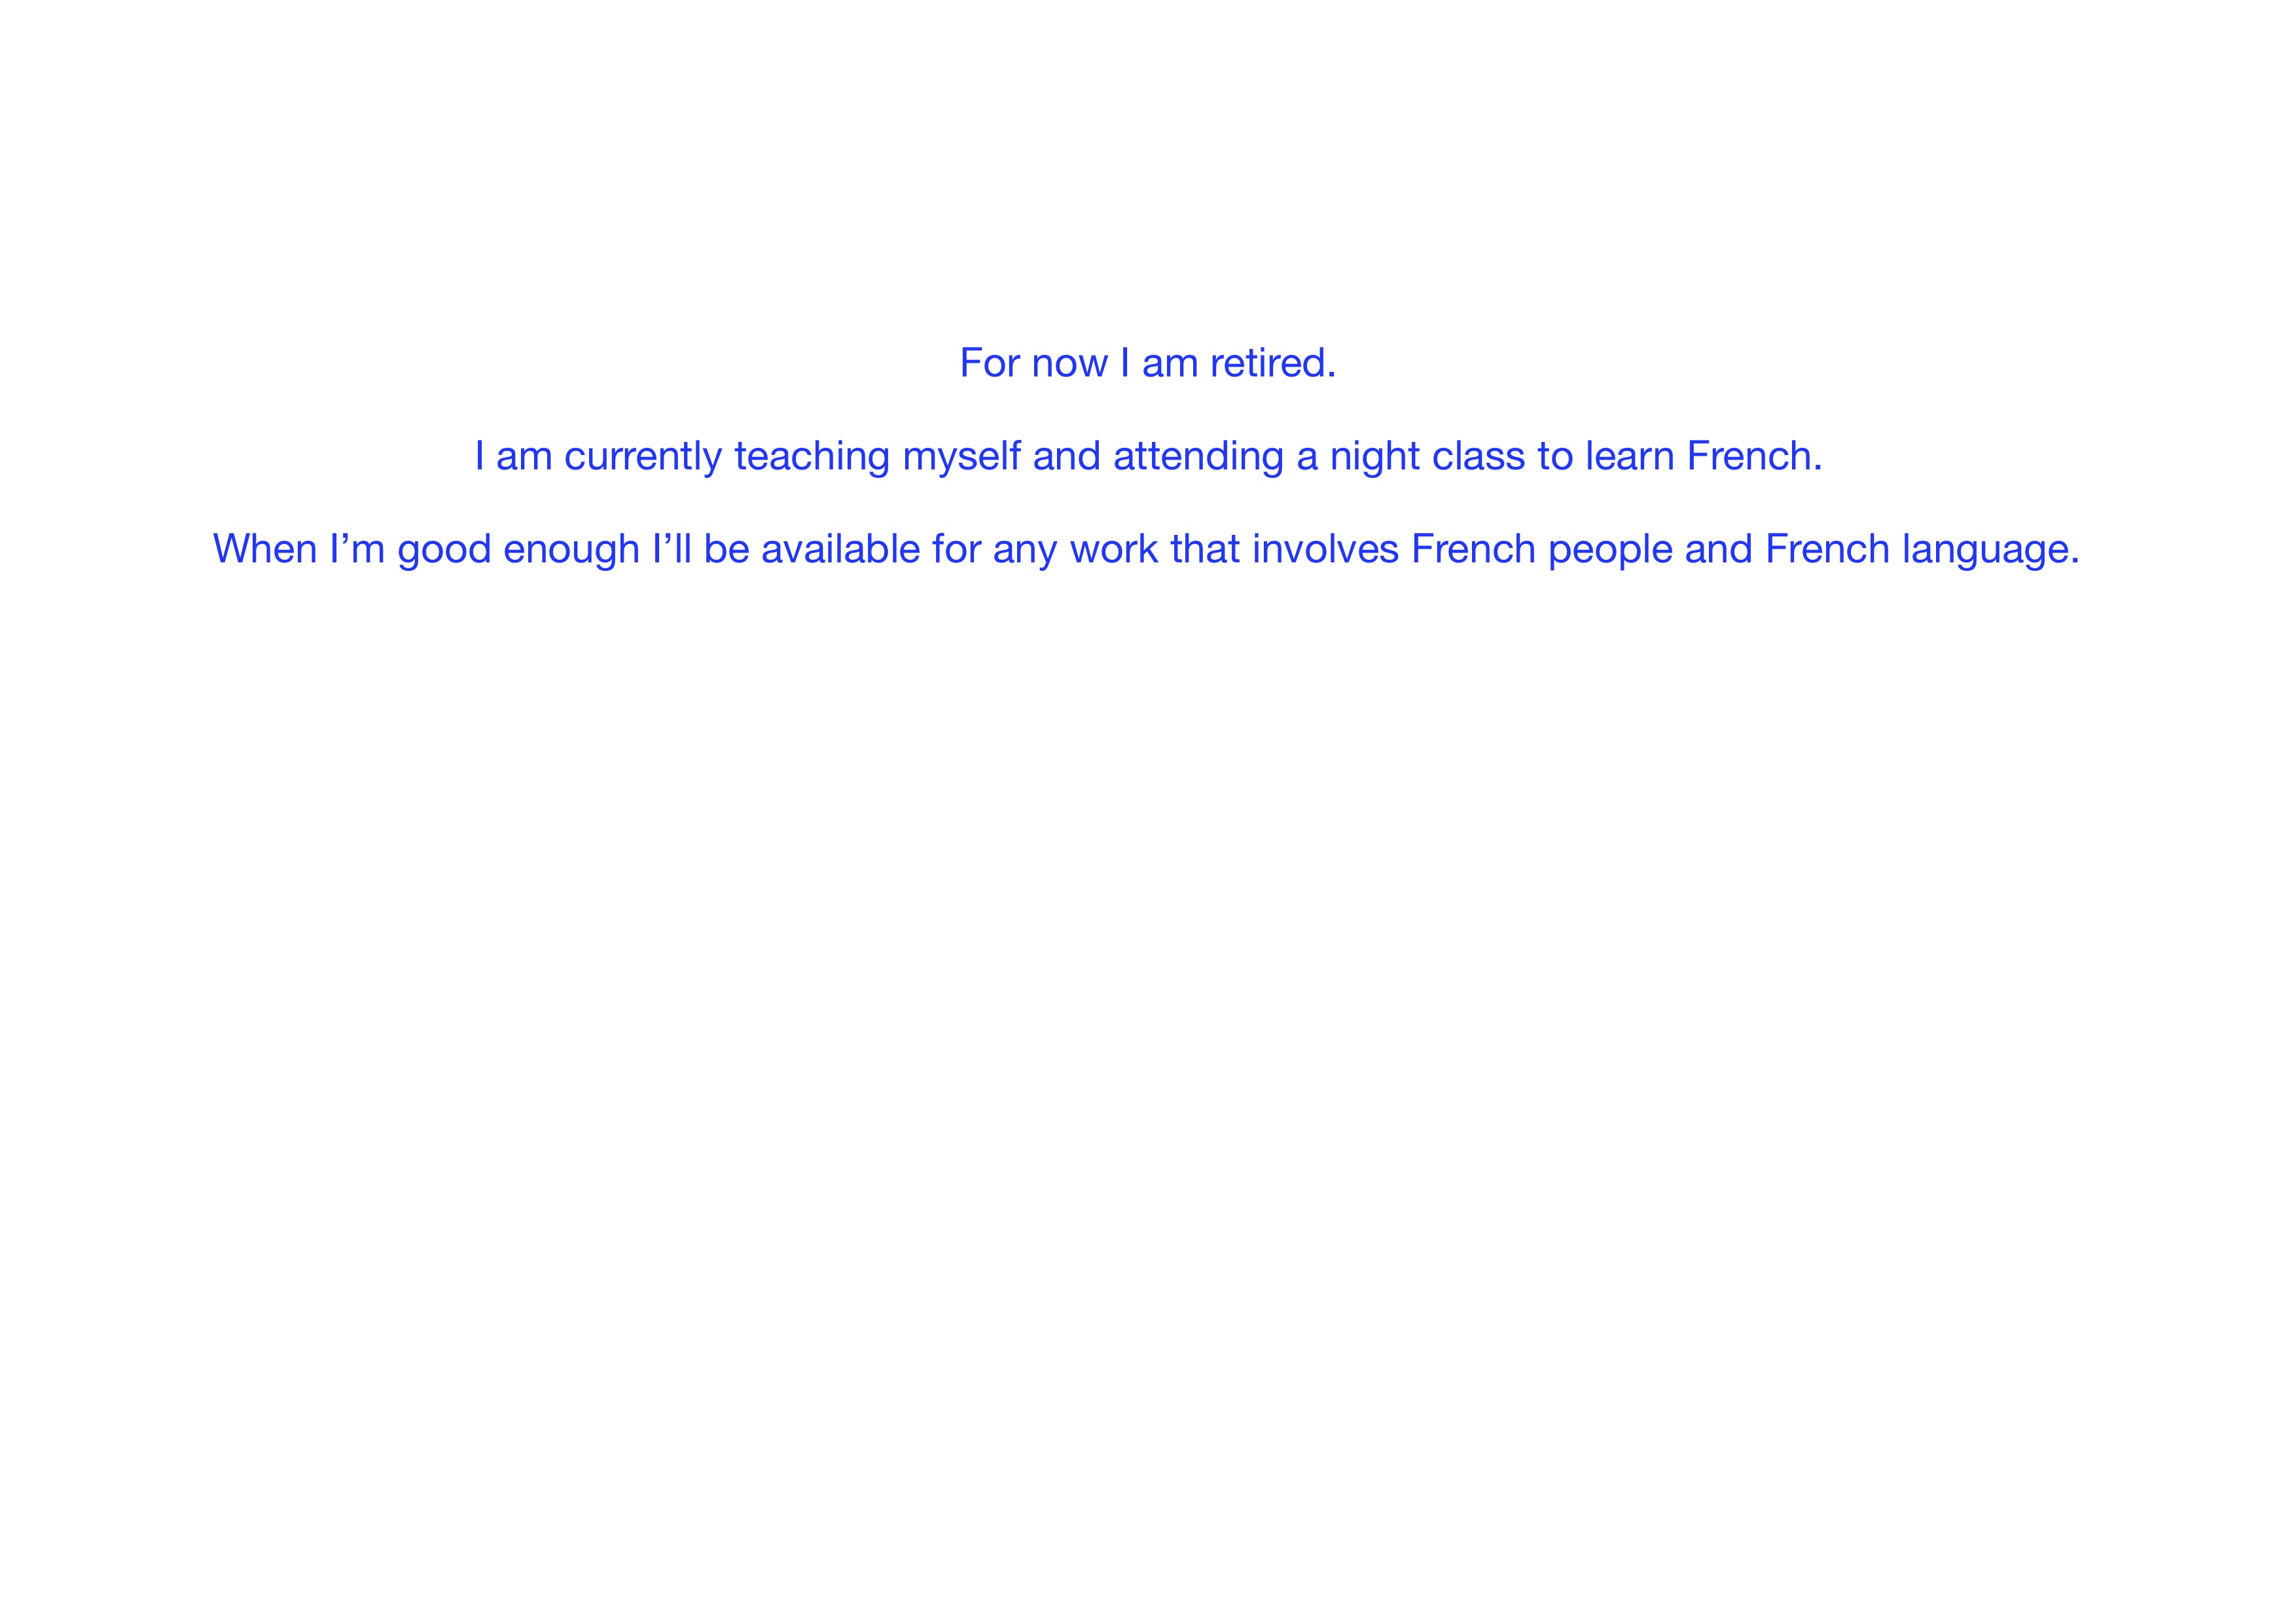 For now I am retired.
I am currently teaching myself and attending a night class to learn French.
When I’m good enough I’ll be available for any work that involves French people and French language.